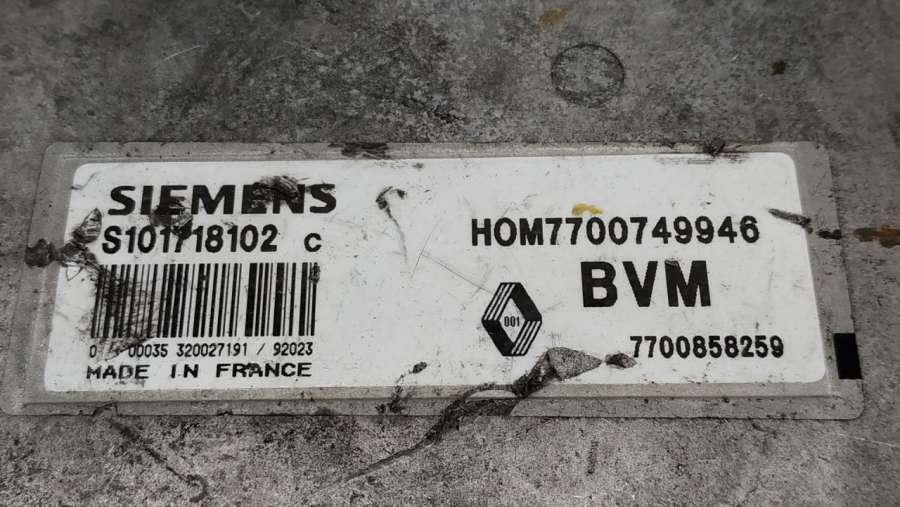 SIEMENS
S101718102 C
00035 320027191 / 92023
MADE IN FRANCE
HOM7700749946
BVM
001
7700858259